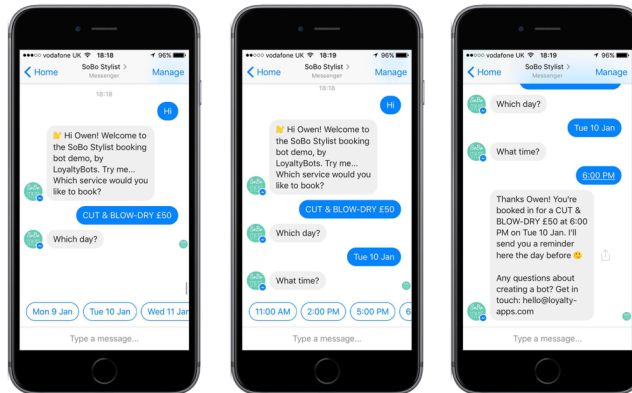 vodafone UK 18:18 96%
Home
SoBo Stylist >
Messenger
Manage
18:18
Hi
👋 Hi Owen! Welcome to
the SoBo Stylist booking
bot demo, by
LoyaltyBots. Try me...
Which service would you
like to book?
CUT & BLOW-DRY £50
Which day?
Mon 9 Jan
Tue 10 Jan
Wed 11 Jan
Type a message...
vodafone UK 18:19 96%
Home
SoBo Stylist >
Messenger
Manage
18:18
Hi
👋 Hi Owen! Welcome to
the SoBo Stylist booking
bot demo, by
LoyaltyBots. Try me...
Which service would you
like to book?
CUT & BLOW-DRY £50
Which day?
Tue 10 Jan
What time?
11:00 AM
2:00 PM
5:00 PM
6
Type a message...
vodafone UK 18:19 96%
Home
SoBo Stylist >
Messenger
Manage
Which day?
Tue 10 Jan
What time?
6:00 PM
Thanks Owen! You're
booked in for a CUT &
BLOW-DRY £50 at 6:00
PM on Tue 10 Jan. I'll
send you a reminder
here the day before 🙂
Any questions about
creating a bot? Get in
touch: hello@loyalty-
apps.com
Type a message...